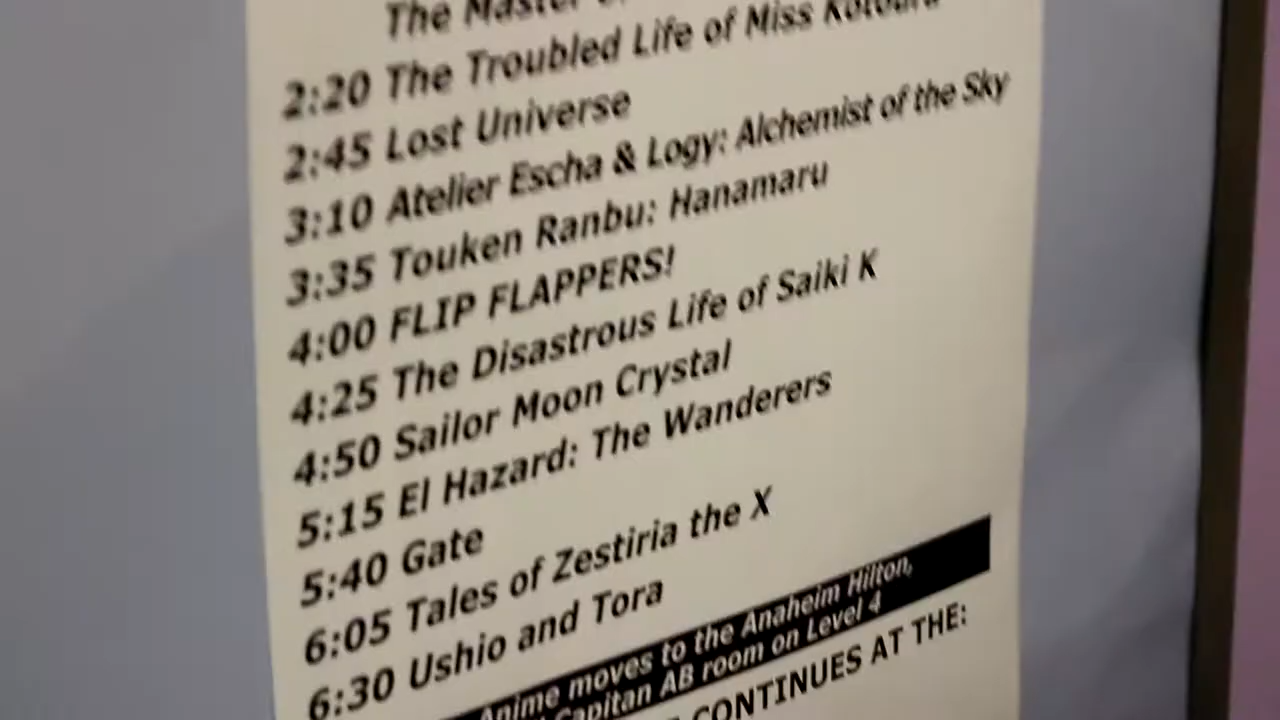 The Master
2:20 The Troubled Life of Miss Kotoura
2:45 Lost Universe
3:10 Atelier Escha & Logy: Alchemist of the Sky
3:35 Touken Ranbu: Hanamaru
4:00 FLIP FLAPPERS!
4:25 The Disastrous Life of Saiki K
4:50 Sailor Moon Crystal
5:15 El Hazard: The Wanderers
5:40 Gate
6:05 Tales of Zestiria the X
6:30 Ushio and Tora
Anime moves to the Anaheim Hilton,
Capitan AB room on Level 4
CONTINUES AT THE: